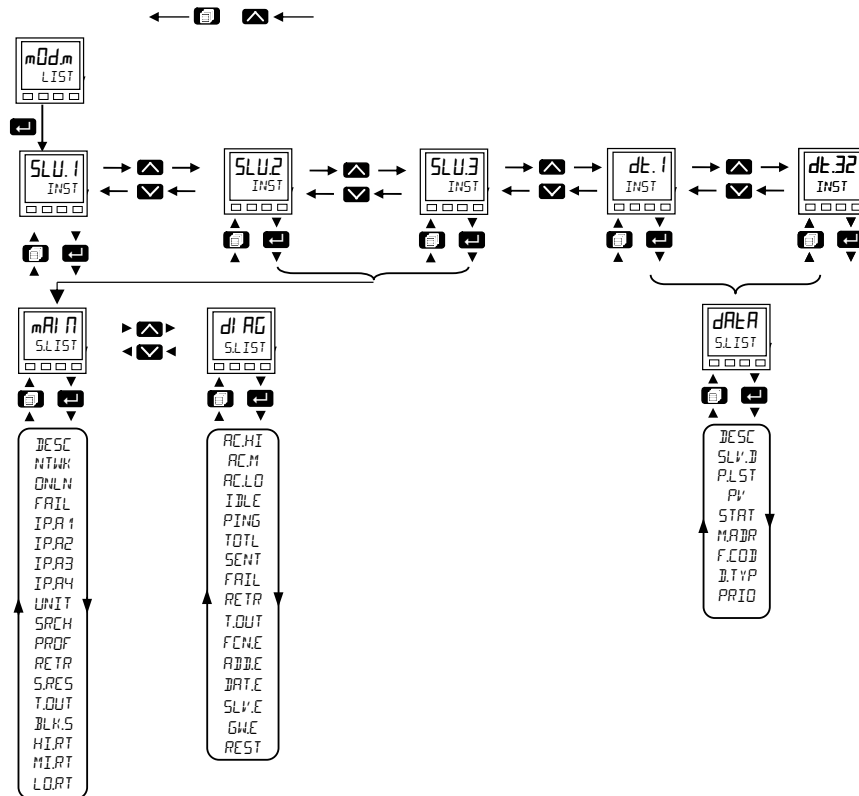 m0d.m
LIST
SLU.1
INST
SLU.2
INST
SLU.3
INST
dt.1
INST
dt.32
INST
mAIN
S.LIST
dIAG
S.LIST
dAtA
S.LIST
DESC
NTWK
ONLN
FAIL
IP.A1
IP.A2
IP.A3
IP.A4
UNIT
SRCH
PROF
RETR
S.RES
T.OUT
BLK.S
HI.RT
MI.RT
LO.RT
AC.HI
AC.M
AC.LO
IDLE
PING
TOTL
SENT
FAIL
RETR
T.OUT
FCN.E
ADD.E
DAT.E
SLV.E
GW.E
REST
DESC
SLV.D
P.LST
PV
STAT
M.ADR
F.COD
D.TYP
PRIO